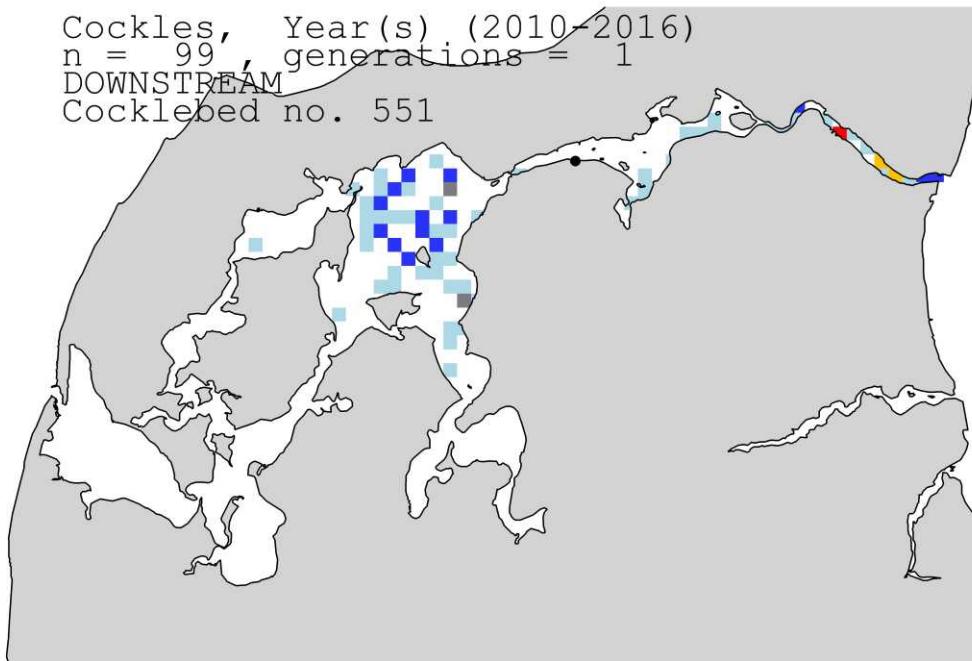 Cockles, Year(s) (2010-2016)
n = 99, generations = 1
DOWNSTREAM
Cocklebed no. 551